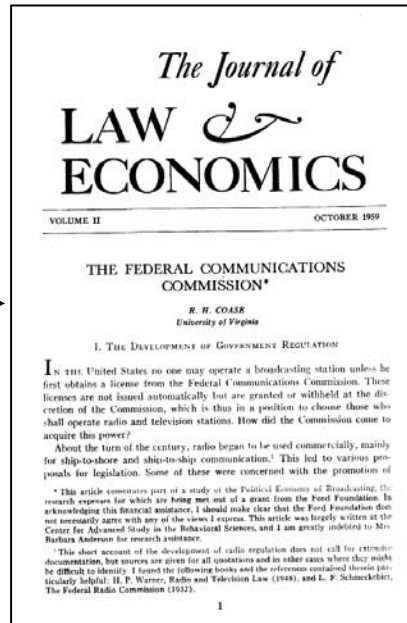 The Journal of
LAW &
ECONOMICS
VOLUME II OCTOBER 1959
THE FEDERAL COMMUNICATIONS
COMMISSION*
R. H. COASE
University of Virginia
I. THE DEVELOPMENT OF GOVERNMENT REGULATION
IN THE United States no one may operate a broadcasting station unless he
first obtains a license from the Federal Communications Commission. These
licenses are not issued automatically but are granted or withheld at the dis-
cretion of the Commission, which is thus in a position to choose those who
shall operate radio and television stations. How did the Commission come to
acquire this power?
About the turn of the century, radio began to be used commercially, mainly
for ship-to-shore and ship-to-ship communication.¹ This led to various pro-
posals for legislation. Some of these were concerned with the promotion of
* This article constitutes part of a study of the Political Economy of Broadcasting, the
research expenses for which are being met out of a grant from the Ford Foundation. In
acknowledging this financial assistance, I should make clear that the Ford Foundation does
not necessarily agree with any of the views I express. This article was largely written at the
Center for Advanced Study in the Behavioral Sciences, and I am greatly indebted to Mrs.
Barbara Anderson for research assistance.
¹ This short account of the development of radio regulation does not call for extensive
documentation, but sources are given for all quotations and in other cases where they might
be difficult to identify. I found the following books and the references contained therein par-
ticularly helpful: H. P. Warner, Radio and Television Law (1948), and L. F. Schmeckebier,
The Federal Radio Commission (1932).
1